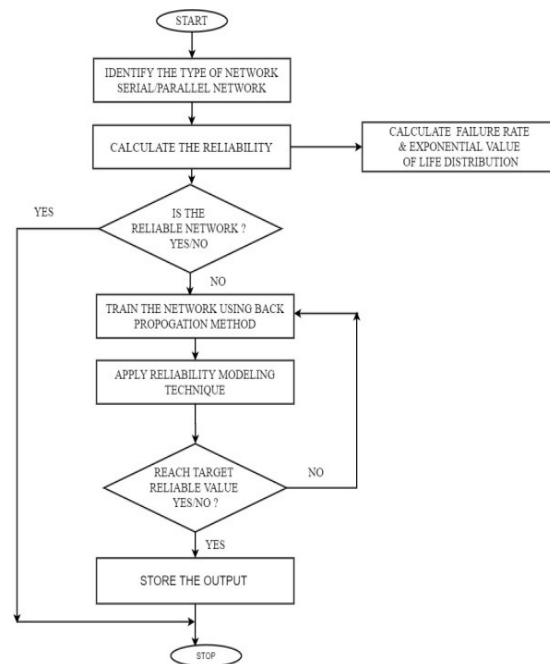 START
IDENTIFY THE TYPE OF NETWORK
SERIAL/PARALLEL NETWORK
CALCULATE THE RELIABILITY
CALCULATE FAILURE RATE
& EXPONENTIAL VALUE
OF LIFE DISTRIBUTION
YES
IS THE
RELIABLE NETWORK ?
YES/NO
NO
TRAIN THE NETWORK USING BACK
PROPOGATION METHOD
APPLY RELIABILITY MODELING
TECHNIQUE
REACH TARGET
RELIABLE VALUE
YES/NO ?
NO
YES
STORE THE OUTPUT
STOP